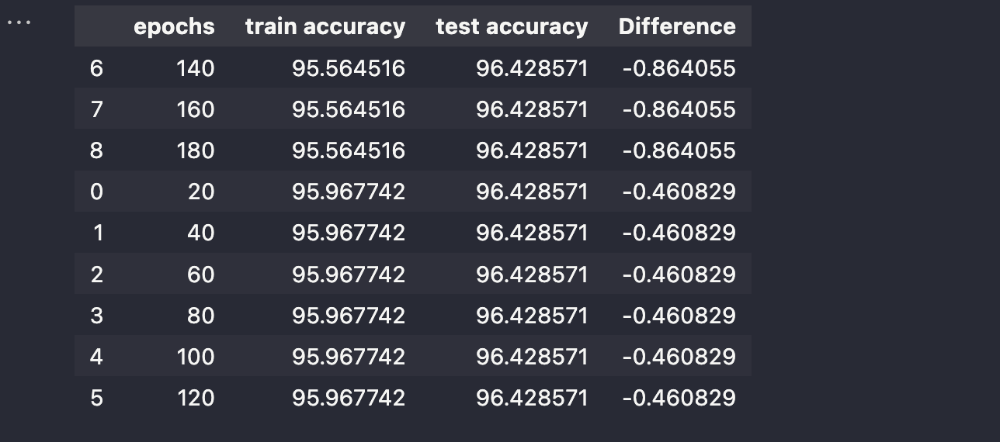 epochs train accuracy test accuracy Difference
6 140 95.564516 96.428571 -0.864055
7 160 95.564516 96.428571 -0.864055
8 180 95.564516 96.428571 -0.864055
0 20 95.967742 96.428571 -0.460829
1 40 95.967742 96.428571 -0.460829
2 60 95.967742 96.428571 -0.460829
3 80 95.967742 96.428571 -0.460829
4 100 95.967742 96.428571 -0.460829
5 120 95.967742 96.428571 -0.460829